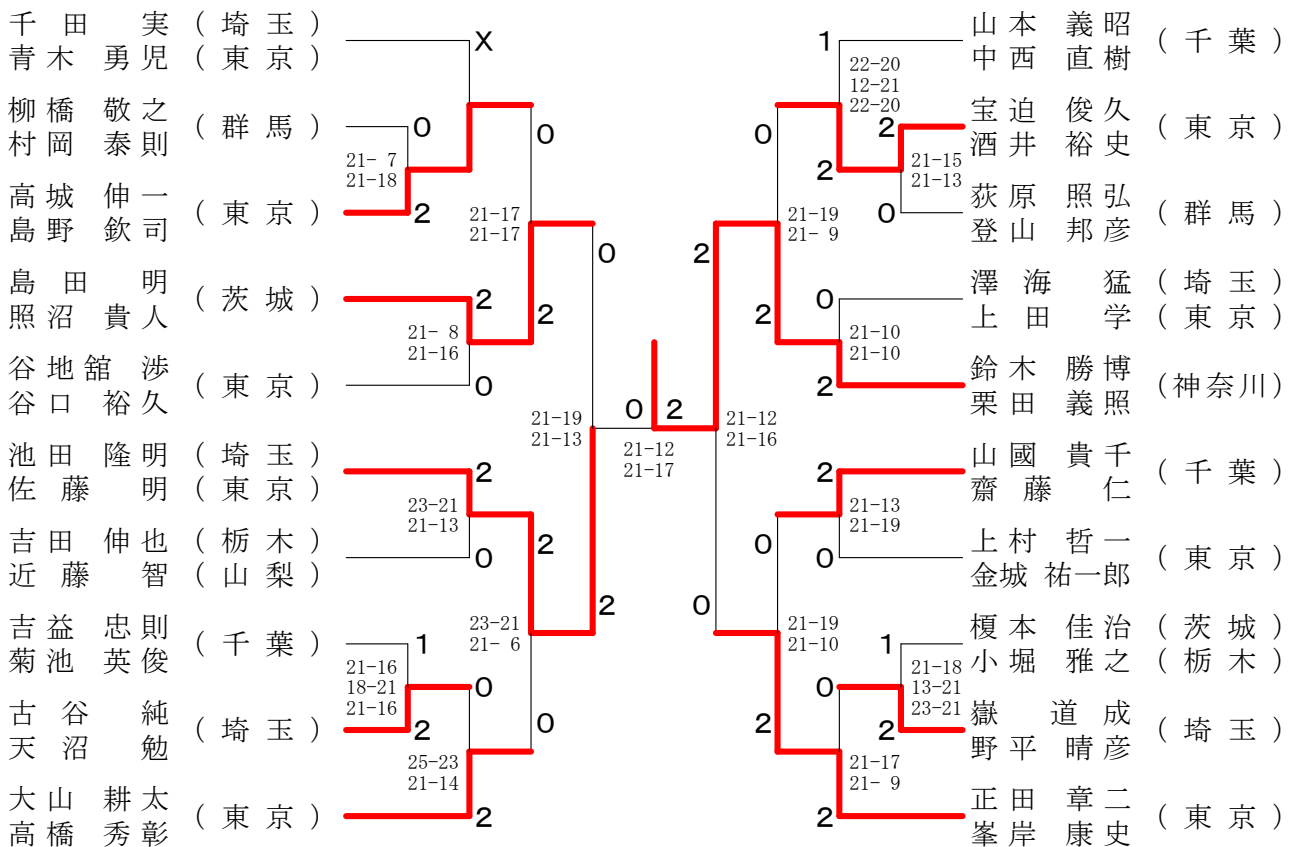 千田 実 (埼玉)
青木 勇児 (東京)
X
柳橋 敬之
村岡 泰則
(群馬)
0
21- 7
21-18
高城 伸一
島野 欽司
(東京)
2
0
21-17
21-17
島田 明
照沼 貴人
(茨城)
2
21- 8
21-16
2
谷地舘 渉
谷口 裕久
(東京)
0
0
21-19
21-13
池田 隆明 (埼玉)
佐藤 明 (東京)
2
23-21
21-13
吉田 伸也 (栃木)
近藤 智 (山梨)
0
2
2
23-21
21- 6
吉益 忠則
菊池 英俊
(千葉)
1
21-16
18-21
21-16
0
古谷 純
天沼 勉
(埼玉)
2
0
25-23
21-14
大山 耕太
高橋 秀彰
(東京)
2
0 2
21-12
21-17
1
山本 義昭
中西 直樹
(千葉)
22-20
12-21
22-20
0
2
宝迫 俊久
酒井 裕史
(東京)
2
21-15
21-13
0
荻原 照弘
登山 邦彦
(群馬)
21-19
21- 9
2
0
澤海 猛 (埼玉)
上田 学 (東京)
2
21-10
21-10
2
鈴木 勝博
栗田 義照
(神奈川)
21-12
21-16
2
山國 貴千
齋藤 仁
(千葉)
21-13
21-19
0
0
上村 哲一
金城 祐一郎
(東京)
0
21-19
21-10
1
榎本 佳治 (茨城)
小堀 雅之 (栃木)
21-18
13-21
23-21
0
2
嶽 道成
野平 晴彦
(埼玉)
2
21-17
21- 9
2
正田 章二
峯岸 康史
(東京)